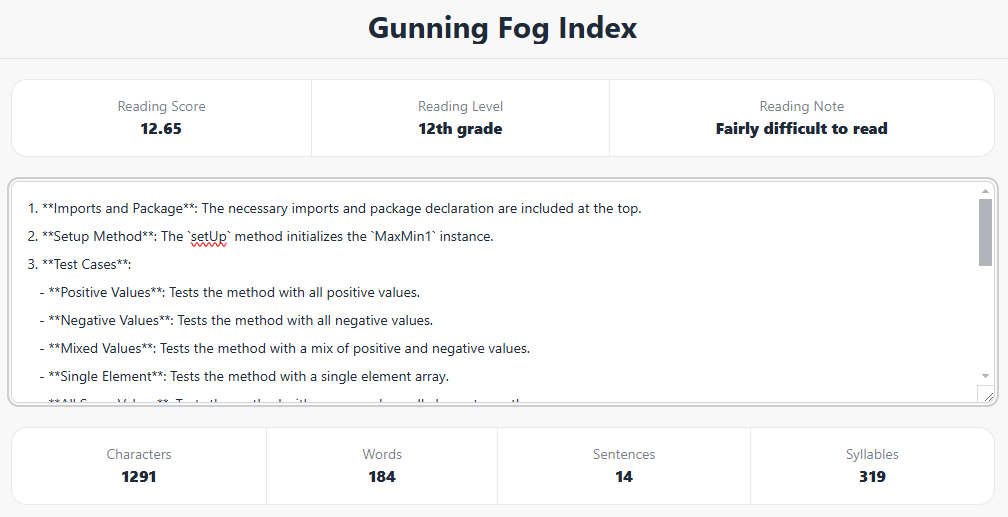 Gunning Fog Index
Reading Score
12.65
Reading Level
12th grade
Reading Note
Fairly difficult to read
1. **Imports and Package**: The necessary imports and package declaration are included at the top.
2. **Setup Method**: The `setUp` method initializes the `MaxMin1` instance.
3. **Test Cases**:
- **Positive Values**: Tests the method with all positive values.
- **Negative Values**: Tests the method with all negative values.
- **Mixed Values**: Tests the method with a mix of positive and negative values.
- **Single Element**: Tests the method with a single element array.
Characters
1291
Words
184
Sentences
14
Syllables
319